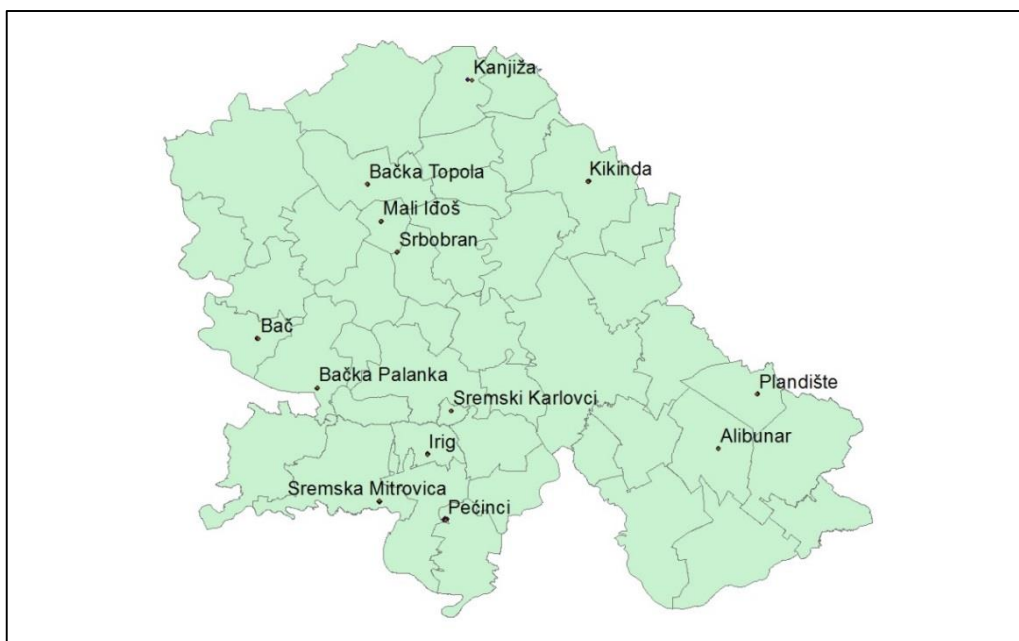 Kanjiža
Bačka Topola
Kikinda
Mali Iđoš
Srbobran
Bač
Bačka Palanka
Plandište
Sremski Karlovci
Alibunar
Irig
Sremska Mitrovica
Pećinci